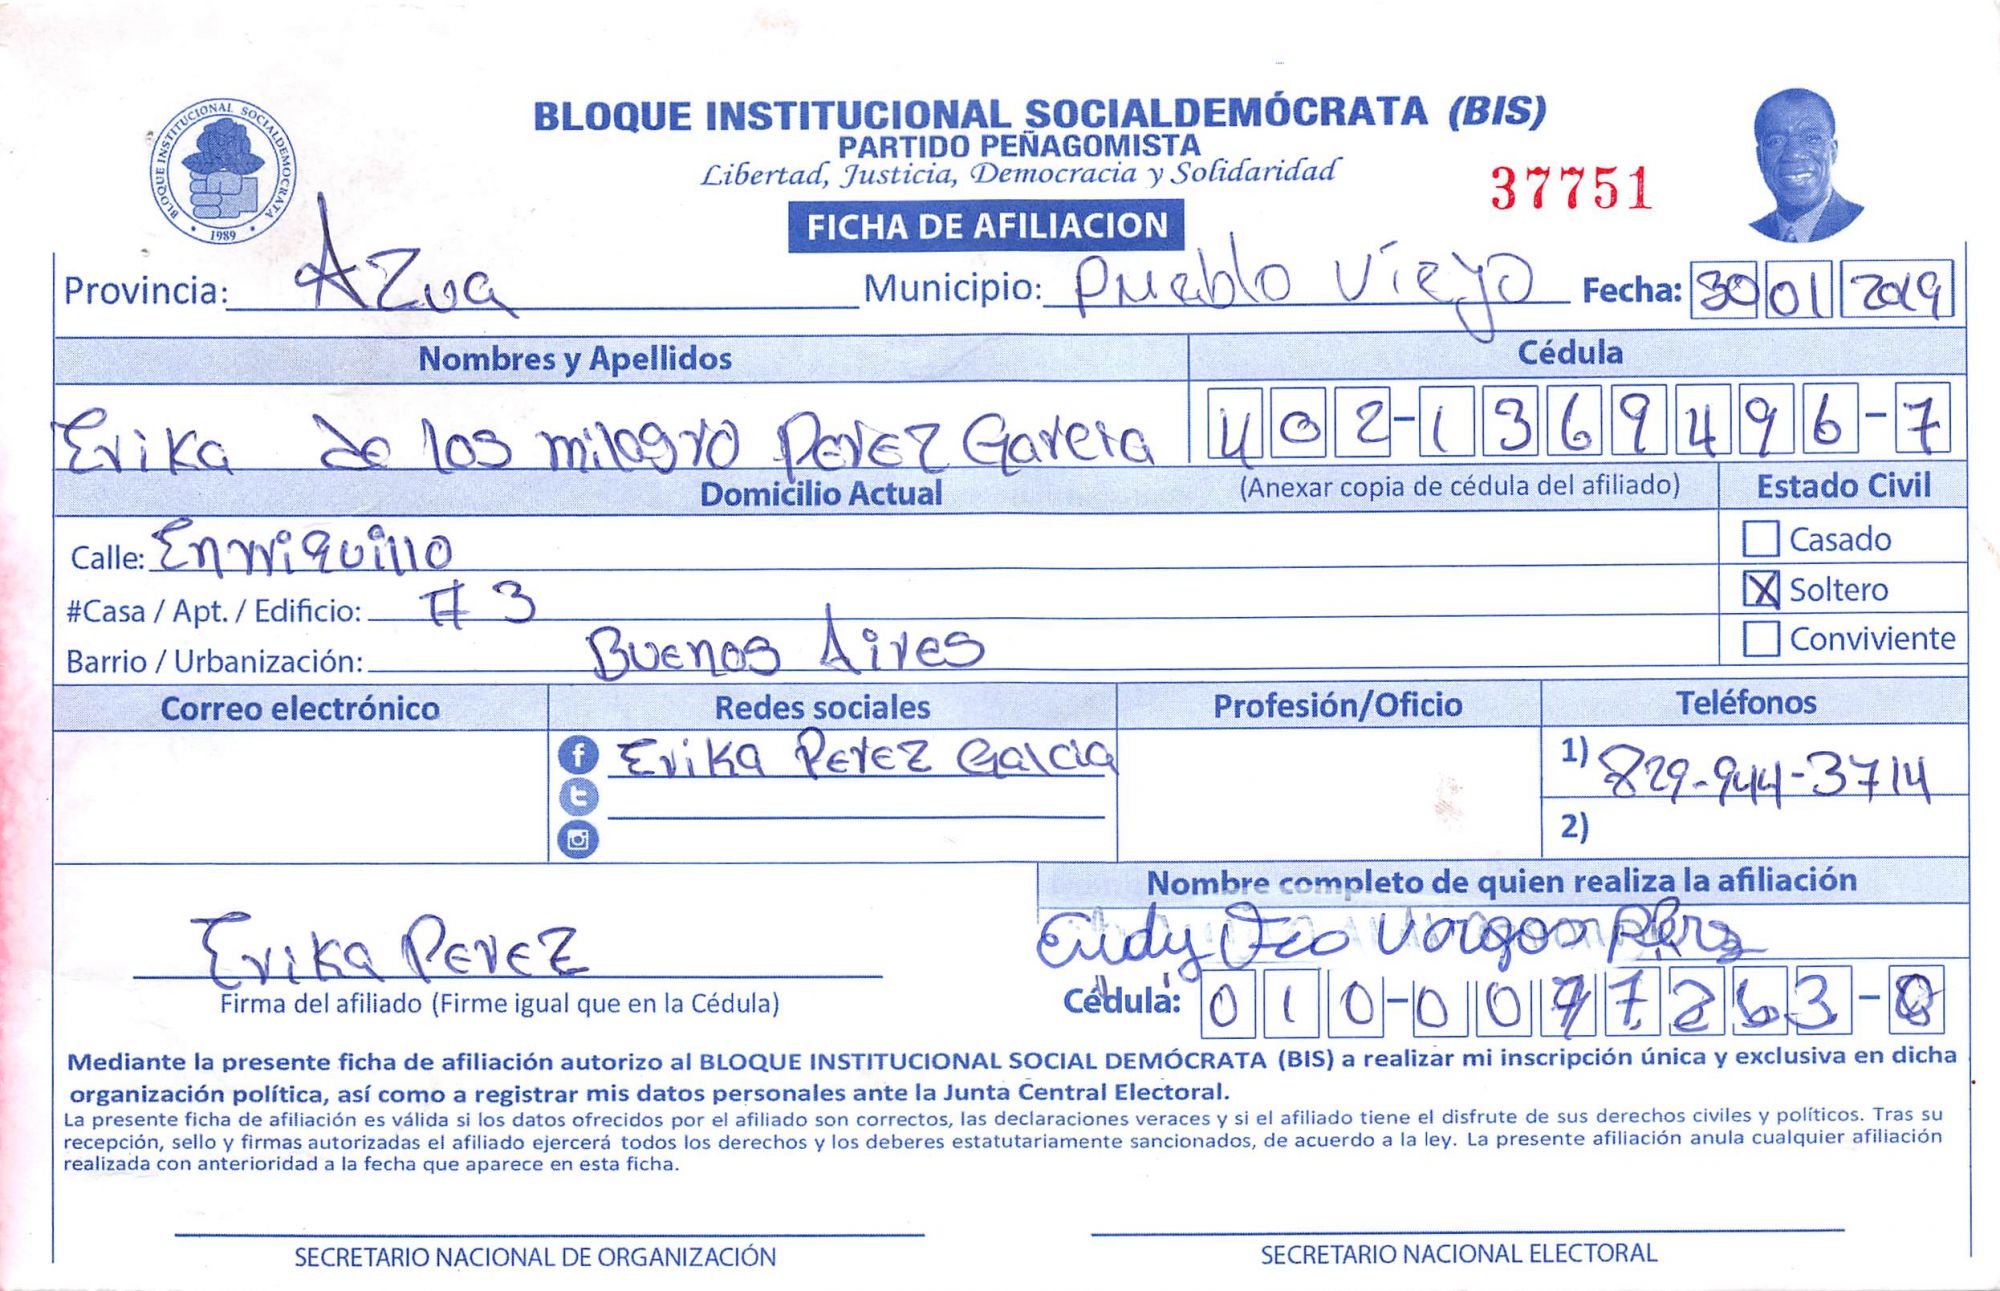 BLOQUE INSTITUCIONAL SOCIALDEMÓCRATA
1989
BLOQUE INSTITUCIONAL SOCIALDEMÓCRATA (BIS)
PARTIDO PEÑAGOMISTA
Libertad, Justicia, Democracia y Solidaridad
37751
FICHA DE AFILIACION
Provincia: Azua Municipio: Pueblo Viejo Fecha: 30 01 2019
Nombres y Apellidos Cédula
Erika de los milagro Perez Garcia 402-1369496-7
Domicilio Actual (Anexar copia de cédula del afiliado) Estado Civil
Calle: Enrriquillo Casado
#Casa / Apt. / Edificio: #3 X Soltero
Barrio / Urbanización: Buenos Aires Conviviente
Correo electrónico Redes sociales Profesión/Oficio Teléfonos
Erika Perez Garcia 1) 829-944-3714
2)
Nombre completo de quien realiza la afiliación
Erika Perez
Firma del afiliado (Firme igual que en la Cédula) Cédula: 010-0077263-
Mediante la presente ficha de afiliación autorizo al BLOQUE INSTITUCIONAL SOCIAL DEMÓCRATA (BIS) a realizar mi inscripción única y exclusiva en dicha
organización política, así como a registrar mis datos personales ante la Junta Central Electoral.
La presente ficha de afiliación es válida si los datos ofrecidos por el afiliado son correctos, las declaraciones veraces y si el afiliado tiene el disfrute de sus derechos civiles y políticos. Tras su
recepción, sello y firmas autorizadas el afiliado ejercerá todos los derechos y los deberes estatutariamente sancionados, de acuerdo a la ley. La presente afiliación anula cualquier afiliación
realizada con anterioridad a la fecha que aparece en esta ficha.
SECRETARIO NACIONAL DE ORGANIZACIÓN SECRETARIO NACIONAL ELECTORAL